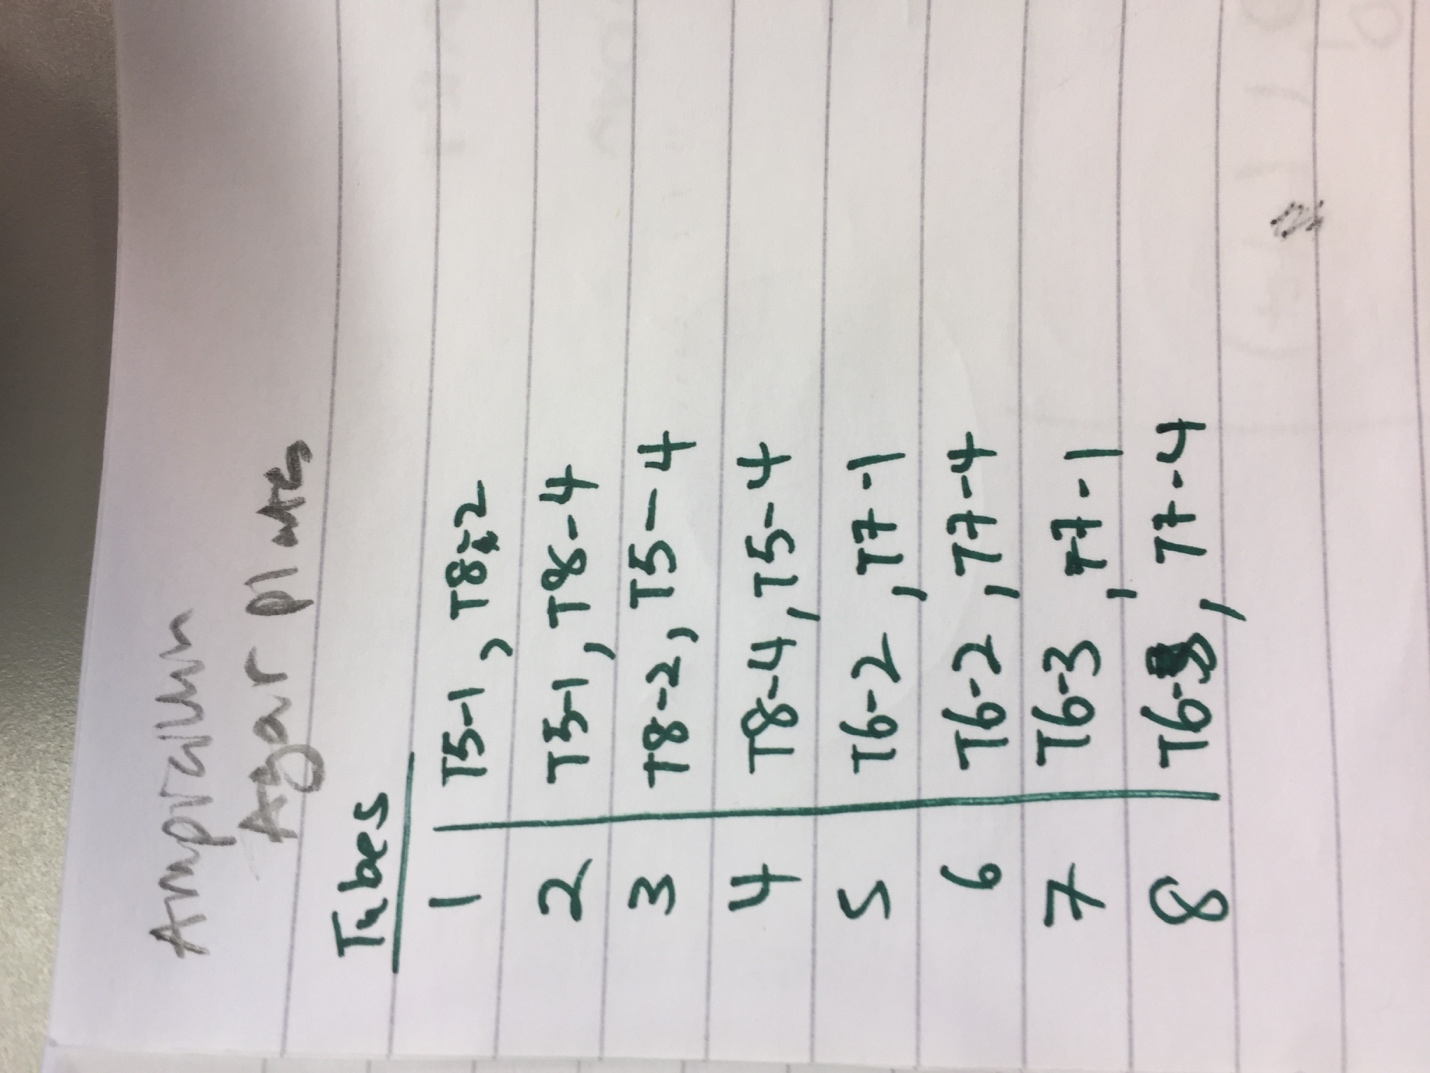 Agar plates
Tubes
1 T5-1, T8-2
2 T5-1, T8-4
3 T8-2, T5-4
4 T8-4, T5-4
5 T6-2, T7-1
6 T6-2, T7-4
7 T6-3, T7-1
8 T6-3, T7-4